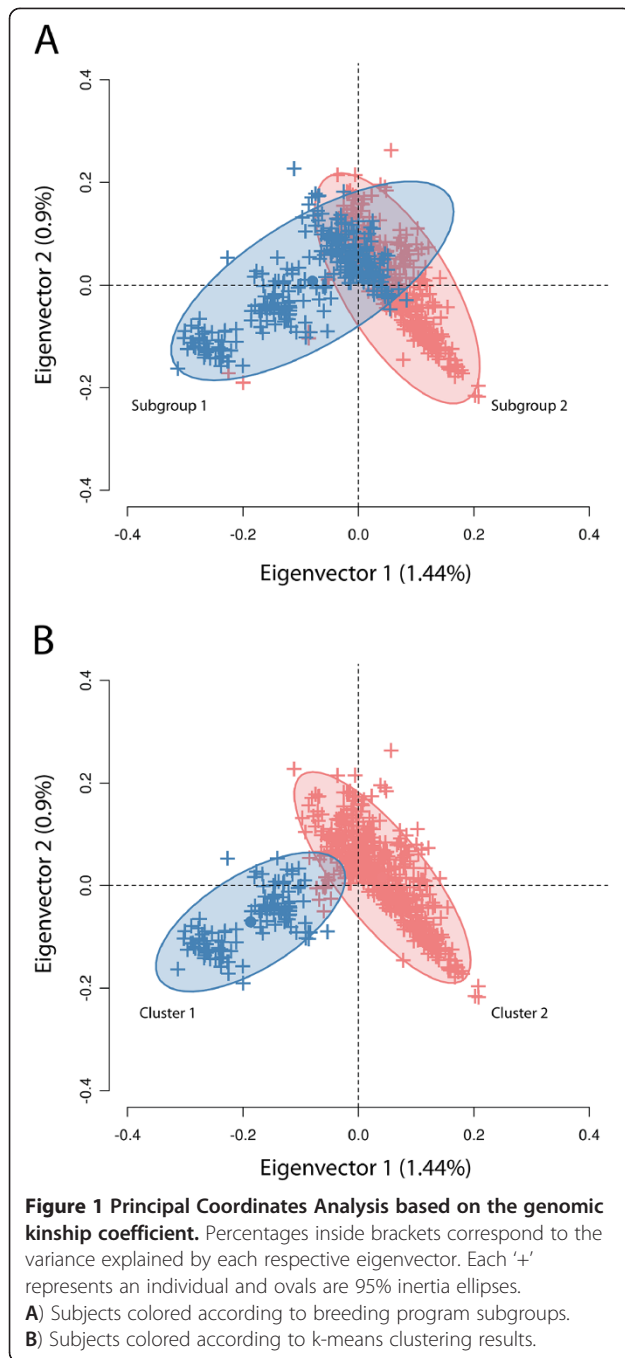 A
0.4
0.2
0.0
-0.2
-0.4
Eigenvector 2 (0.9%)
Subgroup 1
Subgroup 2
-0.4
-0.2
0.0
0.2
0.4
Eigenvector 1 (1.44%)
B
0.4
0.2
0.0
-0.2
-0.4
Eigenvector 2 (0.9%)
Cluster 1
Cluster 2
-0.4
-0.2
0.0
0.2
0.4
Eigenvector 1 (1.44%)
Figure 1 Principal Coordinates Analysis based on the genomic
kinship coefficient. Percentages inside brackets correspond to the
variance explained by each respective eigenvector. Each ‘+’
represents an individual and ovals are 95% inertia ellipses.
A) Subjects colored according to breeding program subgroups.
B) Subjects colored according to k-means clustering results.